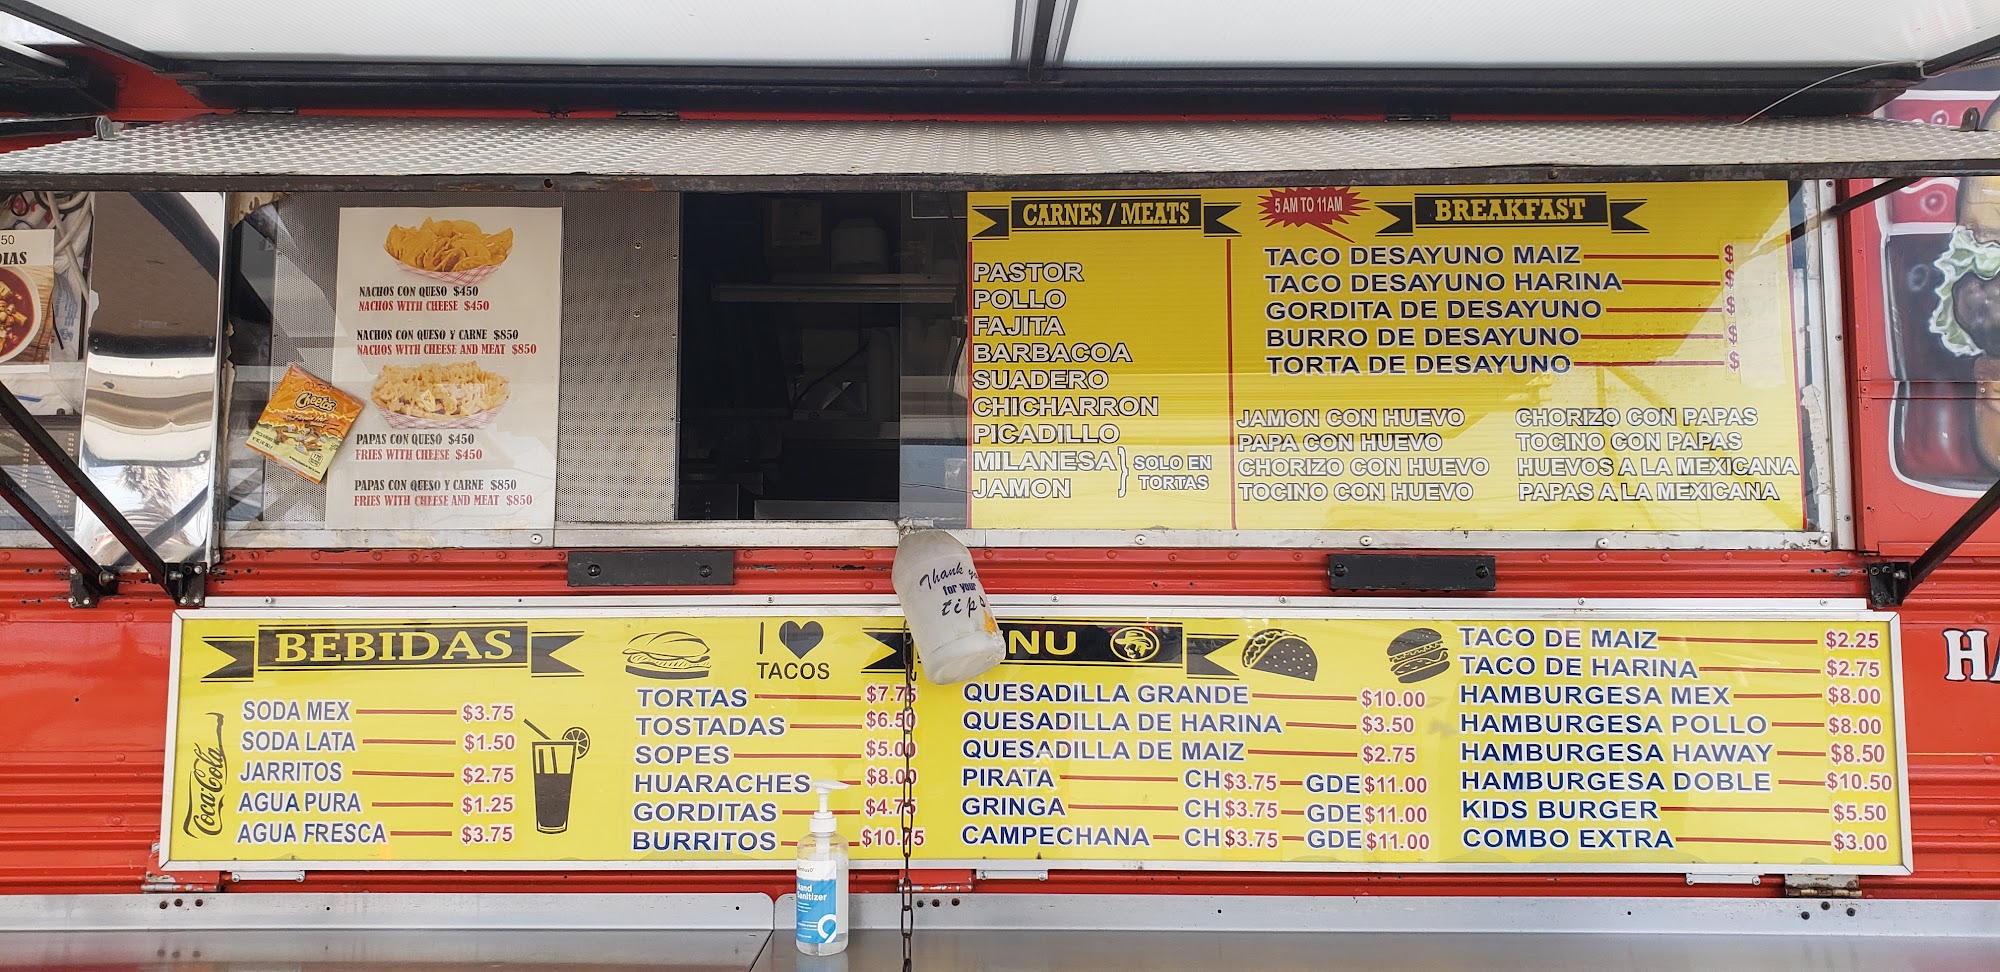 50
IAS
NACHOS CON QUESO $450
NACHOS WITH CHEESE $450
NACHOS CON QUESO Y CARNE $850
NACHOS WITH CHEESE AND MEAT $850
Cheetos
PAPAS CON QUESO $450
FRIES WITH CHEESE $450
PAPAS CON QUESO Y CARNE $850
FRIES WITH CHEESE AND MEAT $850
CARNES / MEATS
PASTOR
POLLO
FAJITA
BARBACOA
SUADERO
CHICHARRON
PICADILLO
MILANESA
JAMON
SOLO EN
TORTAS
5 AM TO 11AM
BREAKFAST
TACO DESAYUNO MAIZ $
TACO DESAYUNO HARINA $
GORDITA DE DESAYUNO $
BURRO DE DESAYUNO $
TORTA DE DESAYUNO $
JAMON CON HUEVO
PAPA CON HUEVO
CHORIZO CON HUEVO
TOCINO CON HUEVO
CHORIZO CON PAPAS
TOCINO CON PAPAS
HUEVOS A LA MEXICANA
PAPAS A LA MEXICANA
Thank
for your
tips
BEBIDAS
SODA MEX $3.75
SODA LATA $1.50
JARRITOS $2.75
AGUA PURA $1.25
AGUA FRESCA $3.75
Coca-Cola
I
TACOS
TORTAS $7.75
TOSTADAS $6.50
SOPES $5.00
HUARACHES $8.00
GORDITAS $4.75
BURRITOS $10.75
NU
QUESADILLA GRANDE $10.00
QUESADILLA DE HARINA $3.50
QUESADILLA DE MAIZ $2.75
PIRATA CH $3.75 GDE $11.00
GRINGA CH $3.75 GDE $11.00
CAMPECHANA CH $3.75 GDE $11.00
TACO DE MAIZ $2.25
TACO DE HARINA $2.75
HAMBURGESA MEX $8.00
HAMBURGESA POLLO $8.00
HAMBURGESA HAWAY $8.50
HAMBURGESA DOBLE $10.50
KIDS BURGER $5.50
COMBO EXTRA $3.00
Hand
Sanitizer
HA